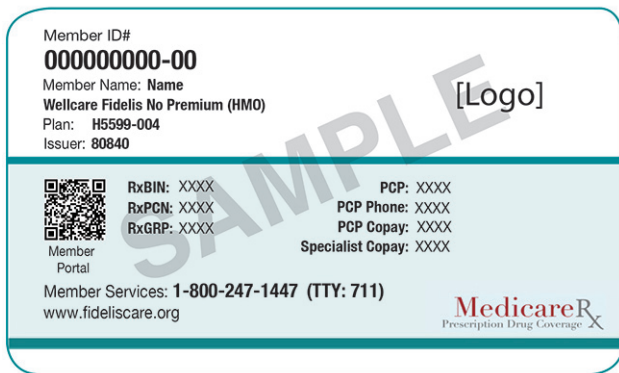 Member ID#
000000000-00
Member Name: Name
Wellcare Fidelis No Premium (HMO)
Plan: H5599-004
Issuer: 80840
[Logo]
SAMPLE
RxBIN: XXXX
RxPCN: XXXX
RxGRP: XXXX
Member
Portal
PCP: XXXX
PCP Phone: XXXX
PCP Copay: XXXX
Specialist Copay: XXXX
Member Services: 1-800-247-1447 (TTY: 711)
www.fideliscare.org
MedicareRx
Prescription Drug Coverage